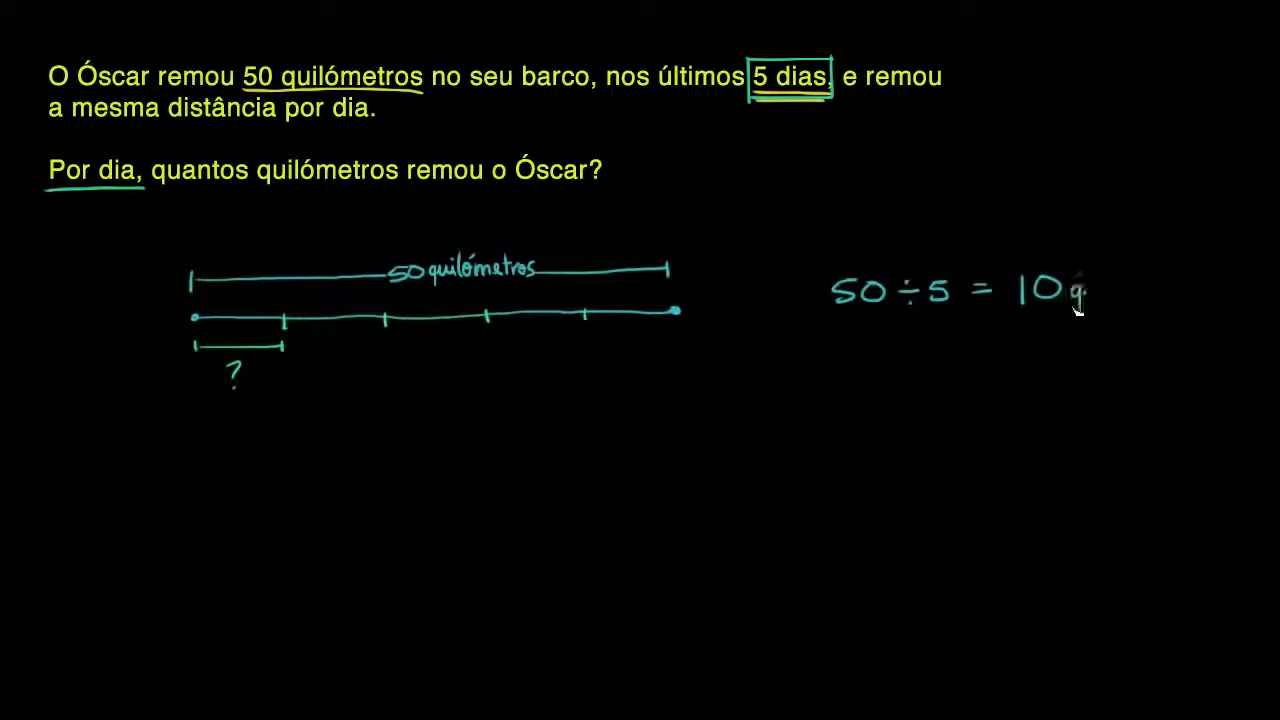 O Óscar remou 50 quilómetros no seu barco, nos últimos 5 dias, e remou
a mesma distância por dia.
Por dia, quantos quilómetros remou o Óscar?
50 quilómetros
50 ÷ 5 = 10 q
?